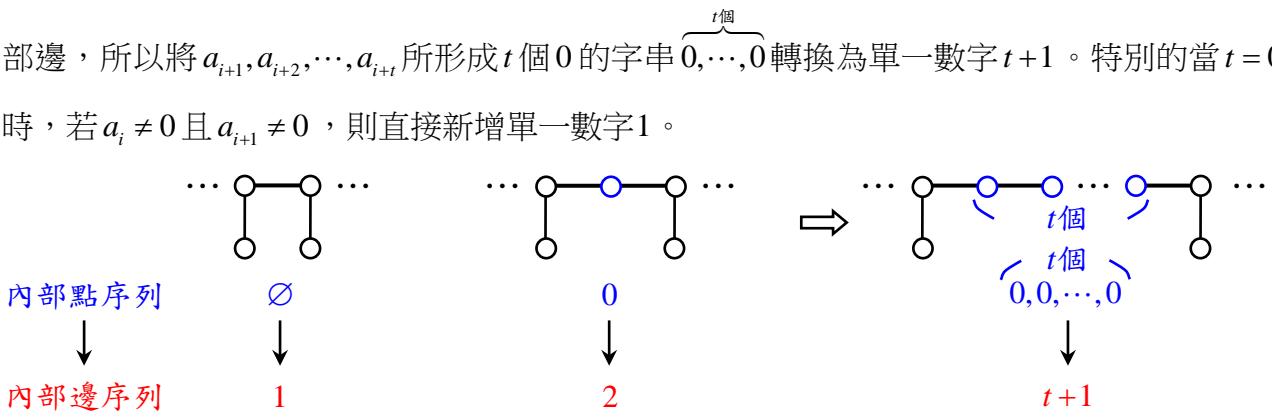 t個
部邊，所以將 a_{i+1}, a_{i+2}, ⋯, a_{i+t} 所形成 t 個 0 的字串 0,⋯,0 轉換為單一數字 t+1。特別的當 t = 0
時，若 a_i ≠ 0 且 a_{i+1} ≠ 0，則直接新增單一數字1。
⋯ ⋯ ⋯ ⋯ ⋯ ⋯ ⋯
t個
t個
內部點序列 ∅ 0 0,0,⋯,0
內部邊序列 1 2 t+1